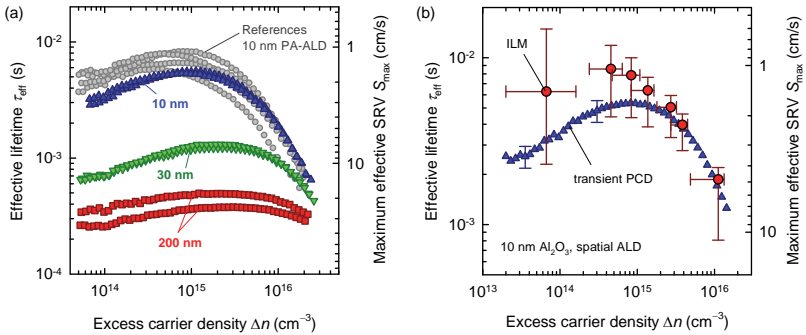 (a)
References
10 nm PA-ALD
10 nm
30 nm
200 nm
10⁻²
10⁻³
10⁻⁴
Effective lifetime τeff (s)
1
10
Maximum effective SRV Smax (cm/s)
10¹⁴
10¹⁵
10¹⁶
Excess carrier density Δn (cm⁻³)
(b)
ILM
transient PCD
10 nm Al₂O₃, spatial ALD
10⁻²
10⁻³
Effective lifetime τeff (s)
1
10
Maximum effective SRV Smax (cm/s)
10¹³
10¹⁴
10¹⁵
10¹⁶
Excess carrier density Δn (cm⁻³)